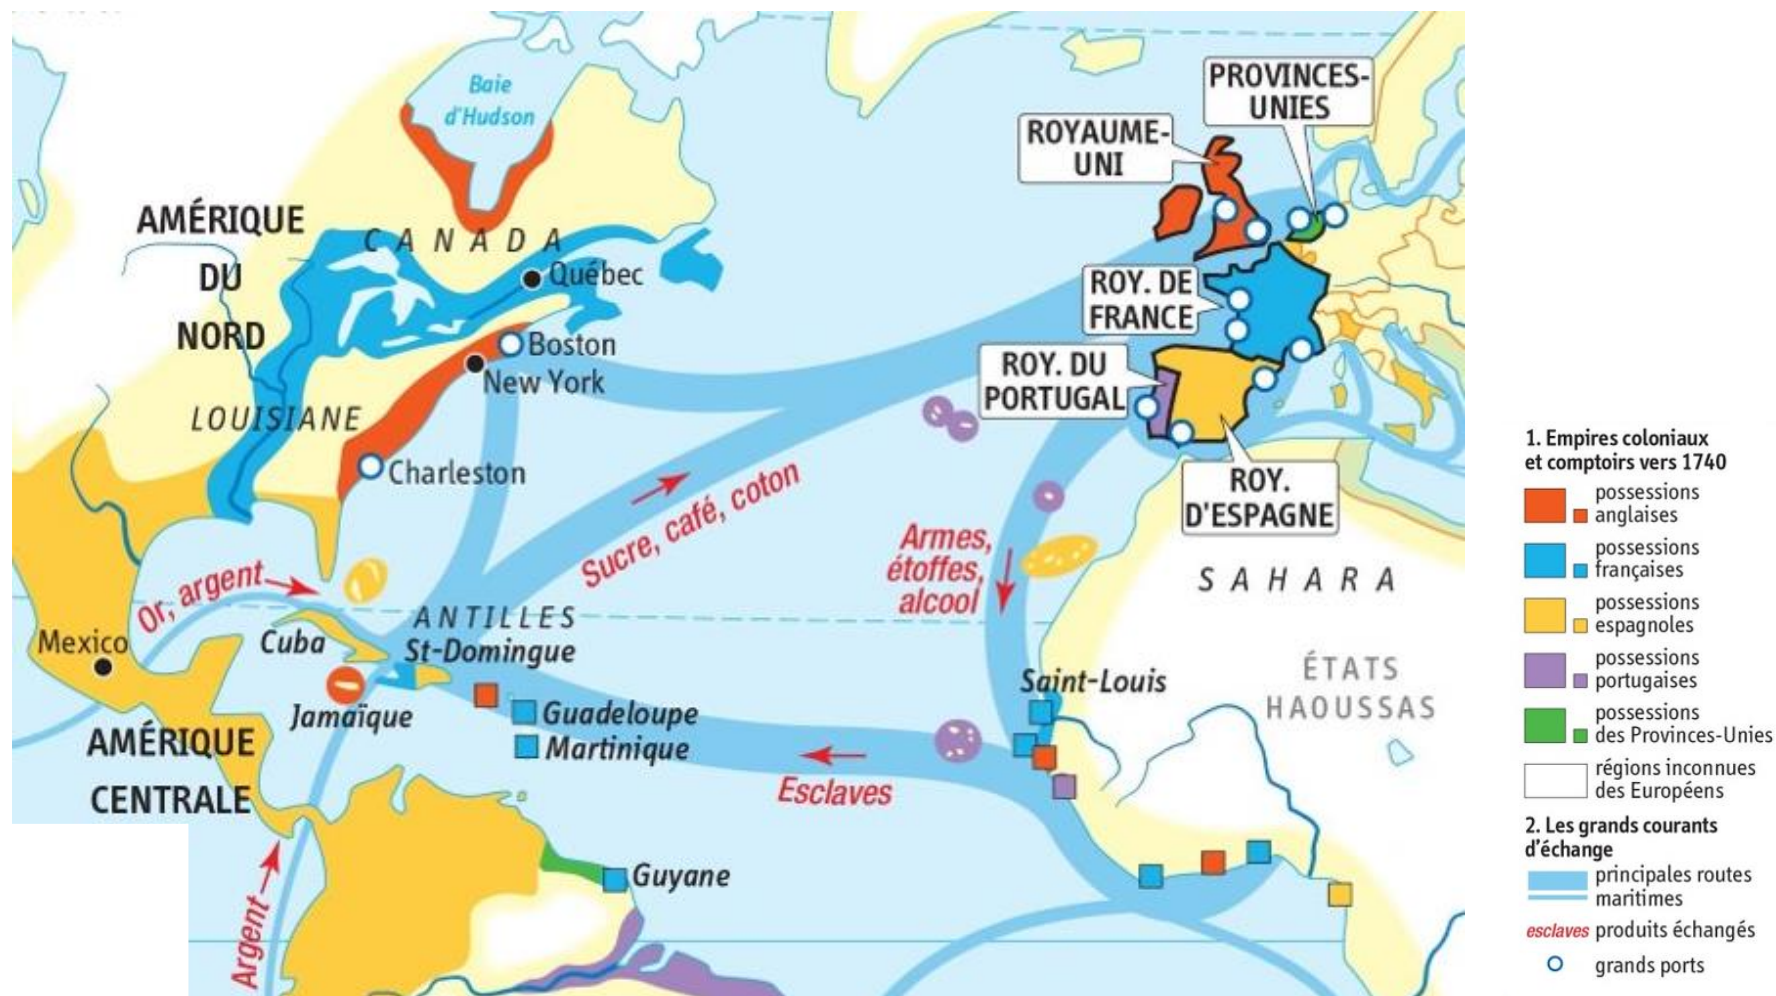 Baie
d'Hudson
PROVINCES-
UNIES
ROYAUME-
UNI
AMÉRIQUE
DU
NORD
CANADA
Québec
ROY. DE
FRANCE
Boston
New York
ROY. DU
PORTUGAL
LOUISIANE
Charleston
ROY.
D'ESPAGNE
Sucre, café, coton
Armes,
étoffes,
alcool
SAHARA
Or, argent
ANTILLES
Mexico
Cuba
St-Domingue
ÉTATS
HAOUSSAS
Saint-Louis
Jamaïque
Guadeloupe
Martinique
AMÉRIQUE
CENTRALE
Esclaves
Guyane
Argent
1. Empires coloniaux
et comptoirs vers 1740
possessions
anglaises
possessions
françaises
possessions
espagnoles
possessions
portugaises
possessions
des Provinces-Unies
régions inconnues
des Européens
2. Les grands courants
d'échange
principales routes
maritimes
esclaves produits échangés
grands ports